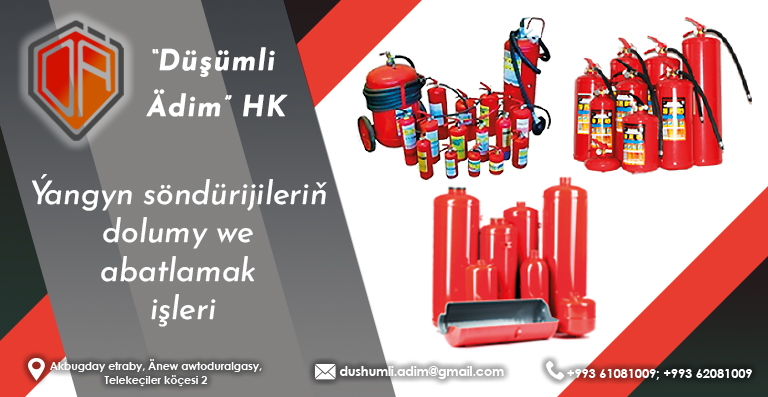 "Düşümli
Ädim" HK
Ýangyn söndürijileriň
dolumy we
abatlamak
işleri
Akbugday etraby, Änew awtoduralgasy,
Telekeçiler köçesi 2
dushumli.adim@gmail.com
+993 61081009; +993 62081009